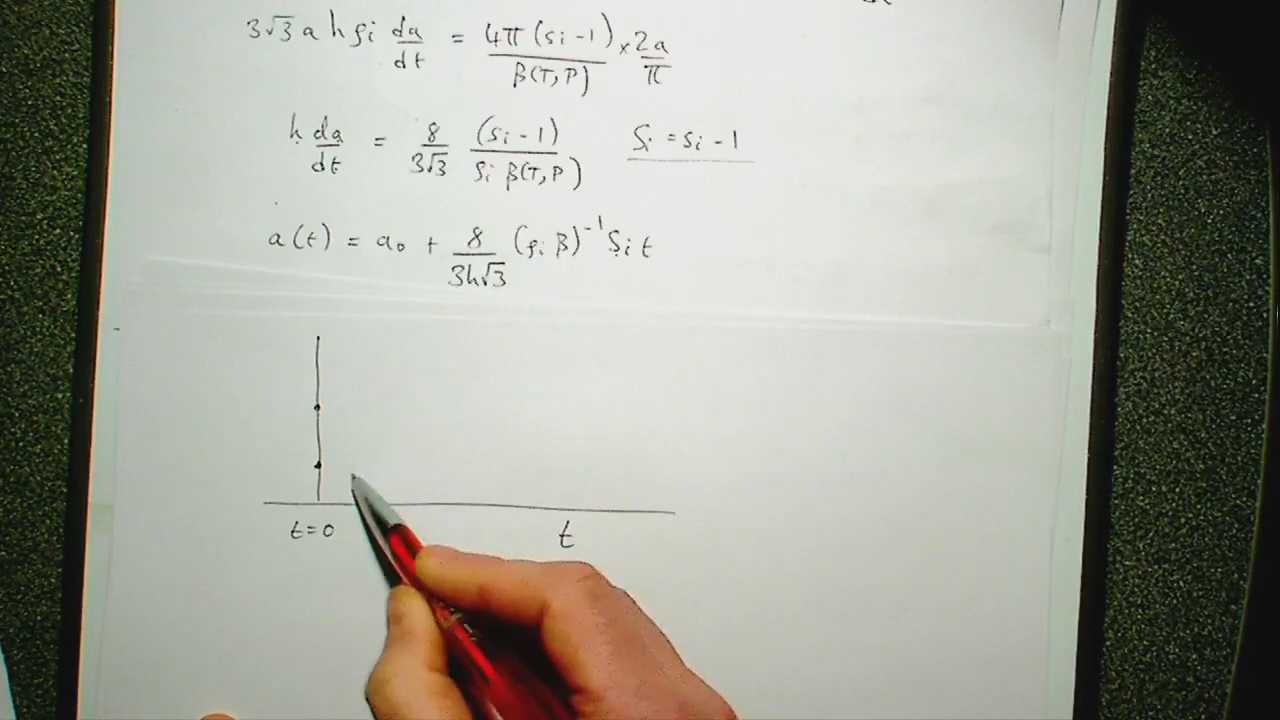 3√3 a h ρi da/dt = 4π (si - 1)/β(T, P) × 2a/π
h da/dt = 8/3√3 (si - 1)/ρi β(T, P) Si = si - 1
a(t) = a0 + 8/3h√3 (ρi β)^-1 Si t
t=0 t